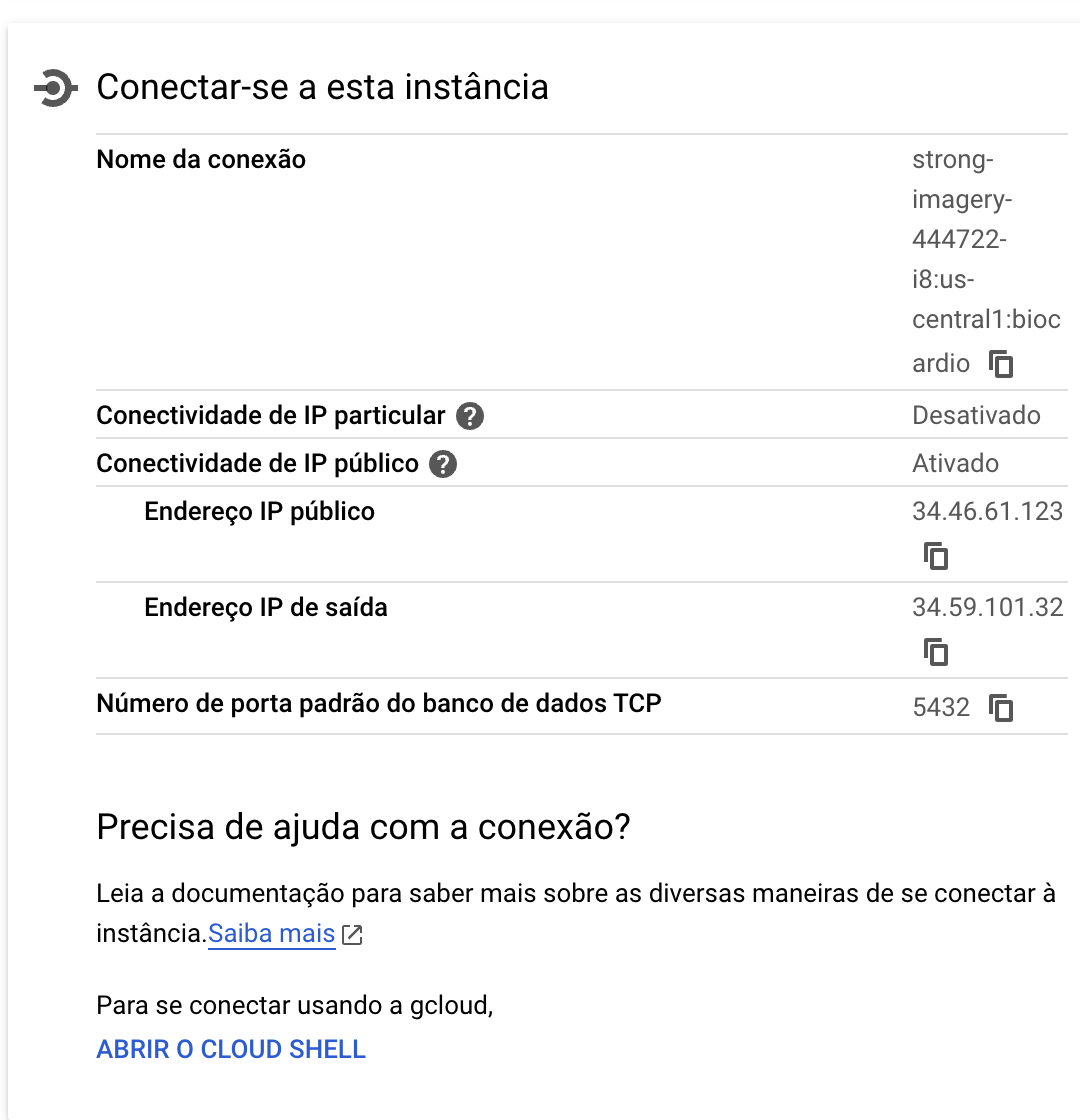 Conectar-se a esta instância
Nome da conexão
strong-
imagery-
444722-
i8:us-
central1:bioc
ardio
Conectividade de IP particular
Desativado
Conectividade de IP público
Ativado
Endereço IP público
34.46.61.123
Endereço IP de saída
34.59.101.32
Número de porta padrão do banco de dados TCP
5432
Precisa de ajuda com a conexão?
Leia a documentação para saber mais sobre as diversas maneiras de se conectar à
instância.Saiba mais
Para se conectar usando a gcloud,
ABRIR O CLOUD SHELL